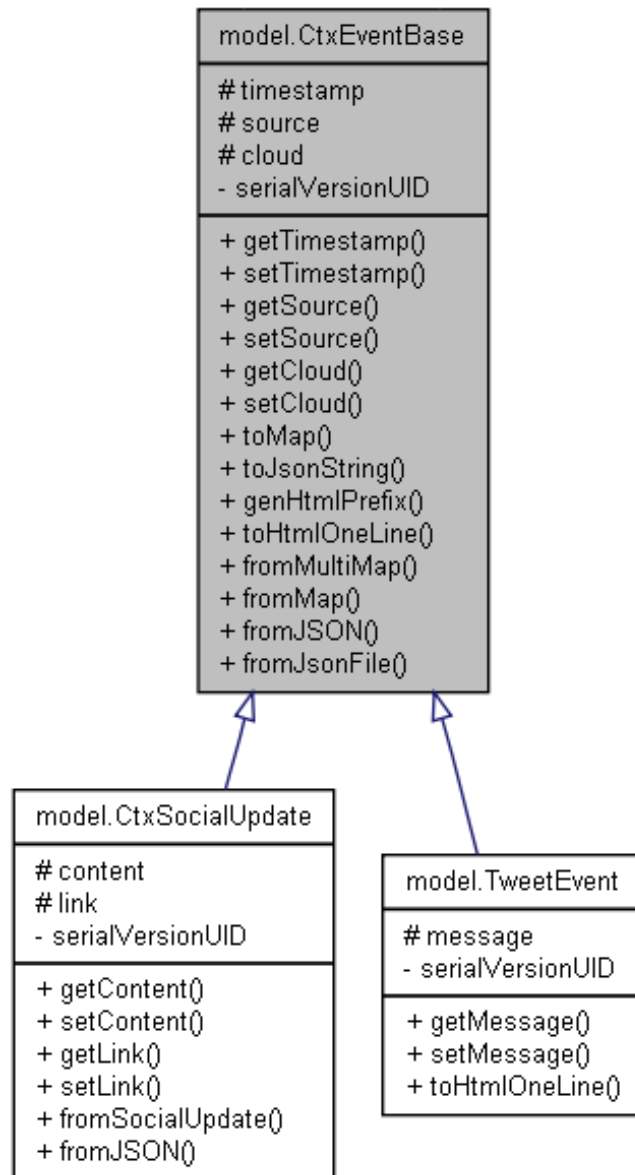 model.CtxEventBase
# timestamp
# source
# cloud
- serialVersionUID
+ getTimestamp()
+ setTimestamp()
+ getSource()
+ setSource()
+ getCloud()
+ setCloud()
+ toMap()
+ toJsonString()
+ genHtmlPrefix()
+ toHtmlOneLine()
+ fromMultiMap()
+ fromMap()
+ fromJSON()
+ fromJsonFile()
model.CtxSocialUpdate
# content
# link
- serialVersionUID
+ getContent()
+ setContent()
+ getLink()
+ setLink()
+ fromSocialUpdate()
+ fromJSON()
model.TweetEvent
# message
- serialVersionUID
+ getMessage()
+ setMessage()
+ toHtmlOneLine()